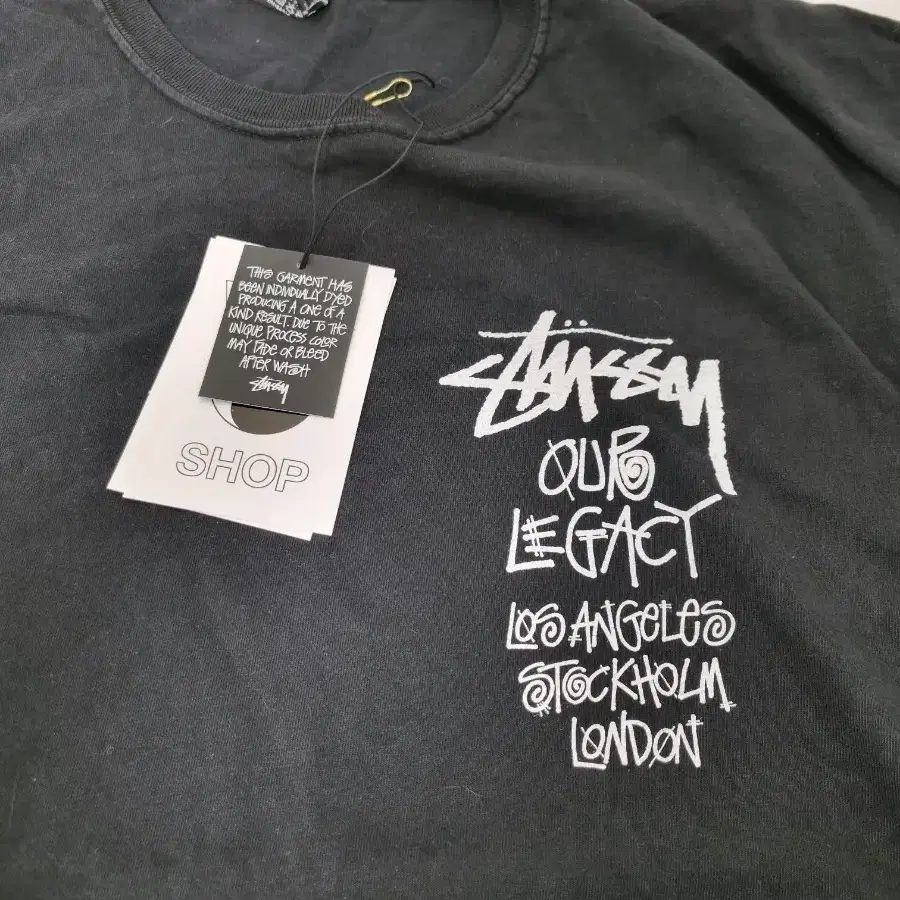 THIS GARMENT HAS
BEEN INDIVIDUALLY DYED
PRODUCING A ONE OF A
KIND RESULT. DUE TO THE
UNIQUE PROCESS COLOR
MAY FADE OR BLEED
AFTER WASH
STÜSSY
SHOP
STÜSSY
OUR
LEGACY
LOS ANGELES
STOCKHOLM
LONDON